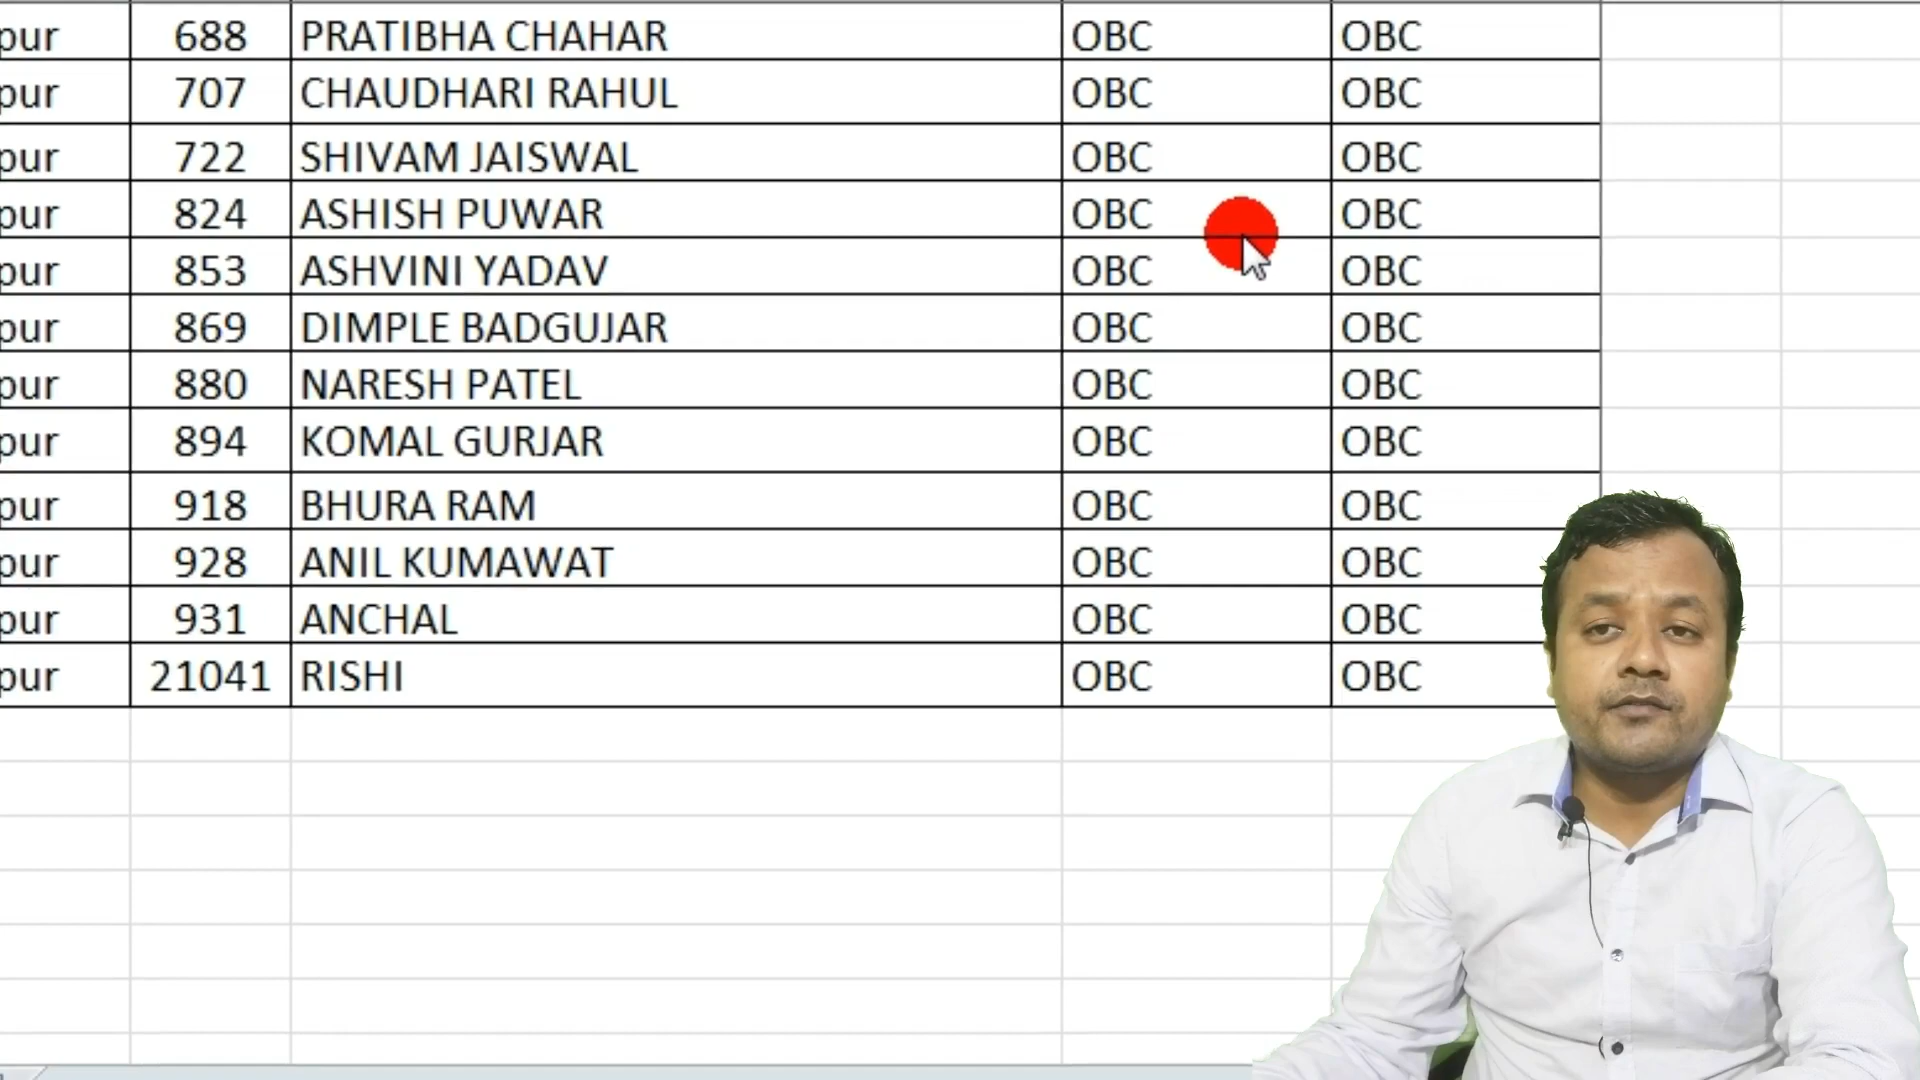 pur 688 PRATIBHA CHAHAR OBC OBC
pur 707 CHAUDHARI RAHUL OBC OBC
pur 722 SHIVAM JAISWAL OBC OBC
pur 824 ASHISH PUWAR OBC OBC
pur 853 ASHVINI YADAV OBC OBC
pur 869 DIMPLE BADGUJAR OBC OBC
pur 880 NARESH PATEL OBC OBC
pur 894 KOMAL GURJAR OBC OBC
pur 918 BHURA RAM OBC OBC
pur 928 ANIL KUMAWAT OBC OBC
pur 931 ANCHAL OBC OBC
pur 21041 RISHI OBC OBC